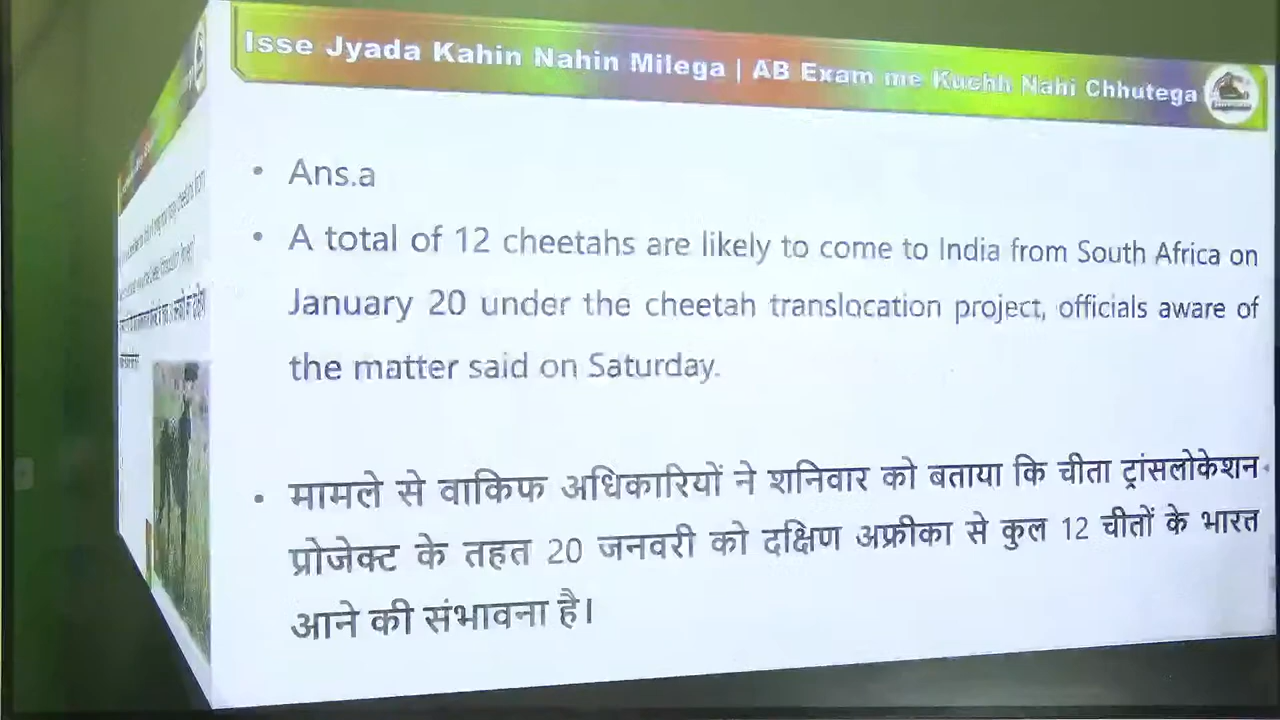 Isse Jyada Kahin Nahin Milega | AB Exam me Kuchh Nahi Chhutega
• Ans.a
• A total of 12 cheetahs are likely to come to India from South Africa on
January 20 under the cheetah translocation project, officials aware of
the matter said on Saturday.
• मामले से वाकिफ अधिकारियों ने शनिवार को बताया कि चीता ट्रांसलोकेशन
प्रोजेक्ट के तहत 20 जनवरी को दक्षिण अफ्रीका से कुल 12 चीतों के भारत
आने की संभावना है।